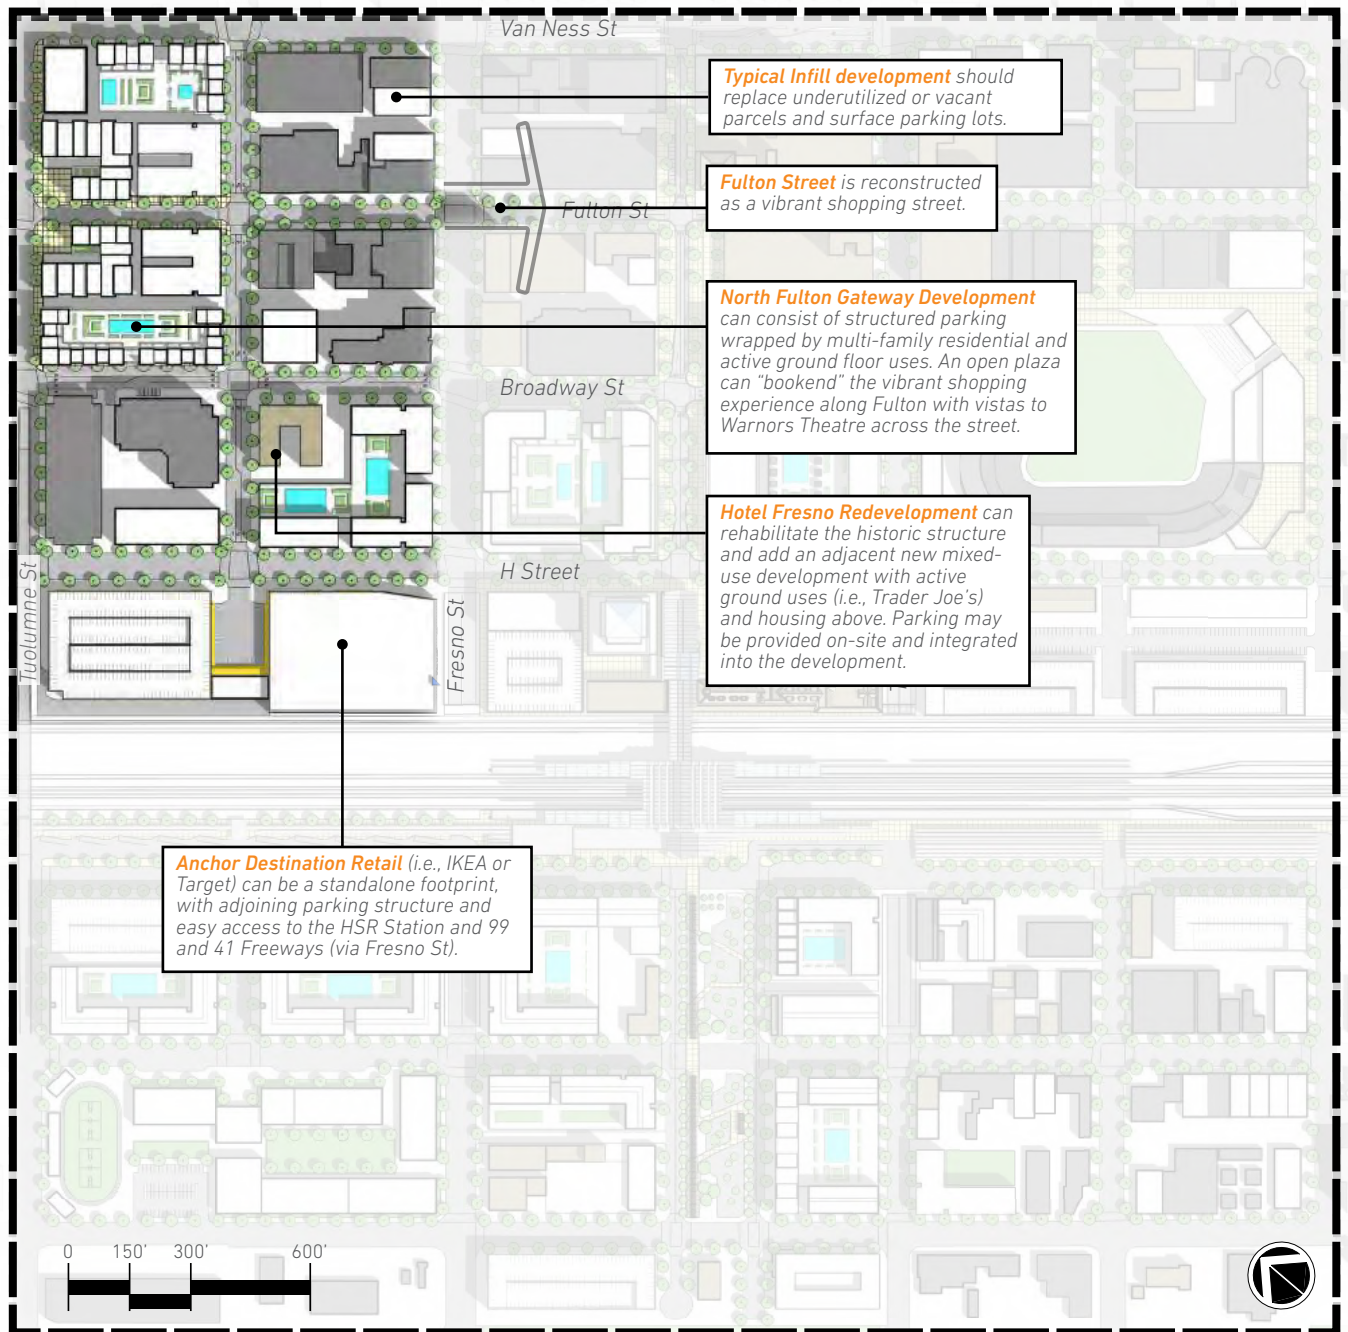 Van Ness St
Typical Infill development should
replace underutilized or vacant
parcels and surface parking lots.
Fulton Street is reconstructed
as a vibrant shopping street.
Fulton St
North Fulton Gateway Development
can consist of structured parking
wrapped by multi-family residential and
active ground floor uses. An open plaza
can “bookend” the vibrant shopping
experience along Fulton with vistas to
Warnors Theatre across the street.
Broadway St
Hotel Fresno Redevelopment can
rehabilitate the historic structure
and add an adjacent new mixed-
use development with active
ground uses (i.e., Trader Joe’s)
and housing above. Parking may
be provided on-site and integrated
into the development.
H Street
Tuolumne St
Fresno St
Anchor Destination Retail (i.e., IKEA or
Target) can be a standalone footprint,
with adjoining parking structure and
easy access to the HSR Station and 99
and 41 Freeways (via Fresno St).
0 150’ 300’ 600’